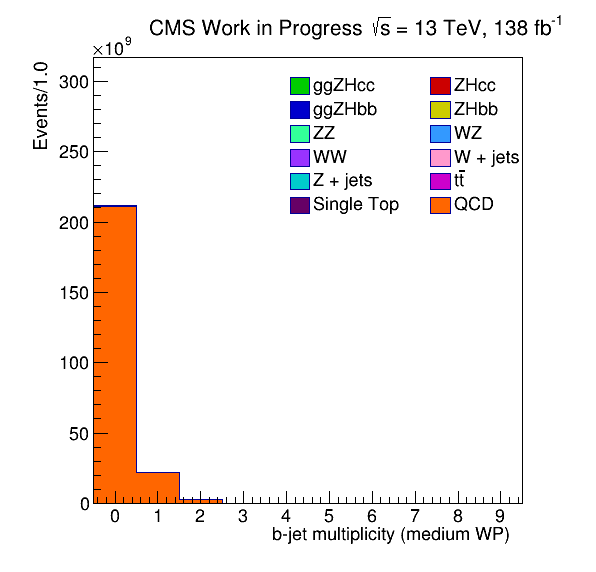 CMS Work in Progress √s = 13 TeV, 138 fb⁻¹
×10⁹
Events/1.0
300
250
200
150
100
50
0
ggZHcc ZHcc
ggZHbb ZHbb
ZZ WZ
WW W + jets
Z + jets tt̄
Single Top QCD
0 1 2 3 4 5 6 7 8 9
b-jet multiplicity (medium WP)